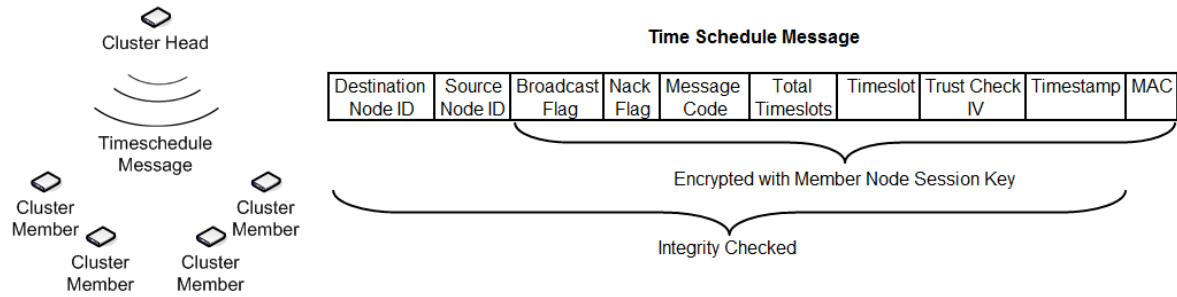 Cluster Head
Timeschedule
Message
Cluster
Member
Cluster
Member
Cluster
Member
Cluster
Member
Time Schedule Message
Destination Node ID
Source Node ID
Broadcast Flag
Nack Flag
Message Code
Total Timeslots
Timeslot
Trust Check IV
Timestamp
MAC
Encrypted with Member Node Session Key
Integrity Checked